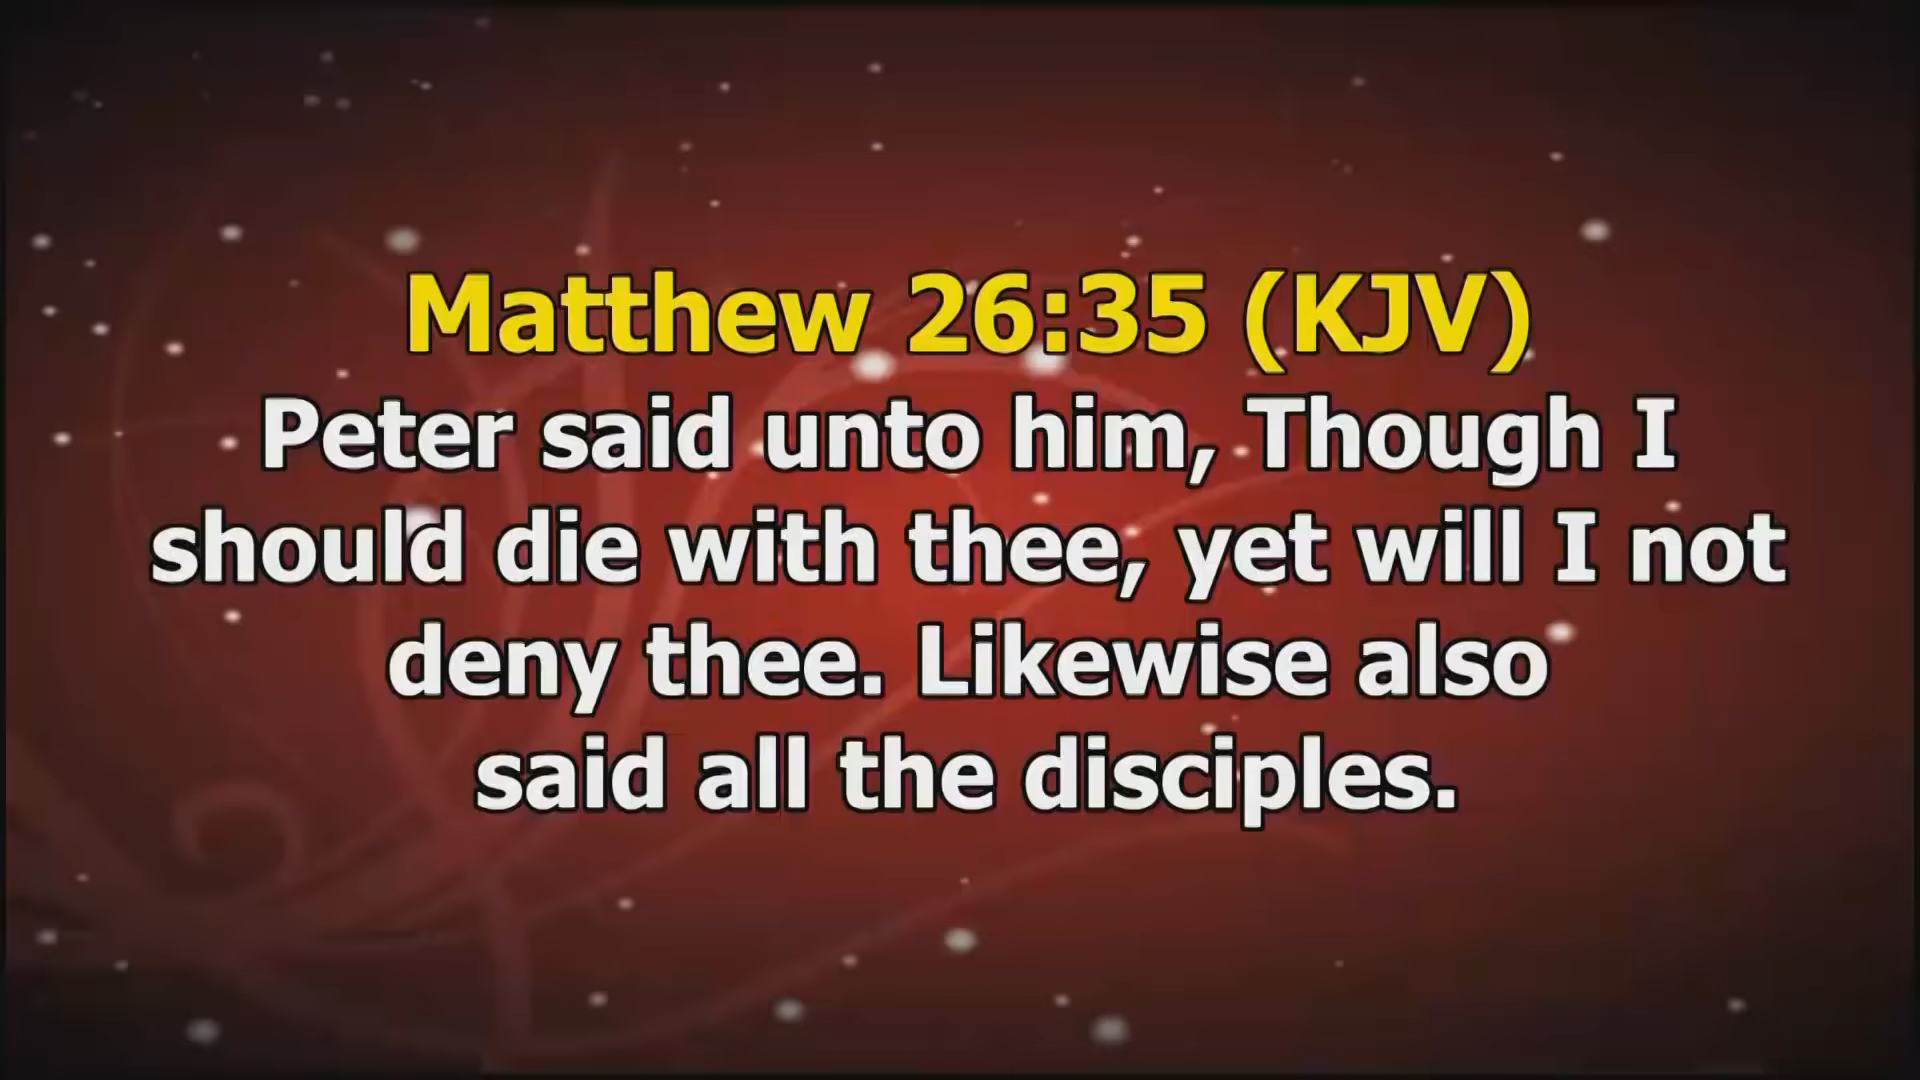 Matthew 26:35 (KJV)
Peter said unto him, Though I
should die with thee, yet will I not
deny thee. Likewise also
said all the disciples.